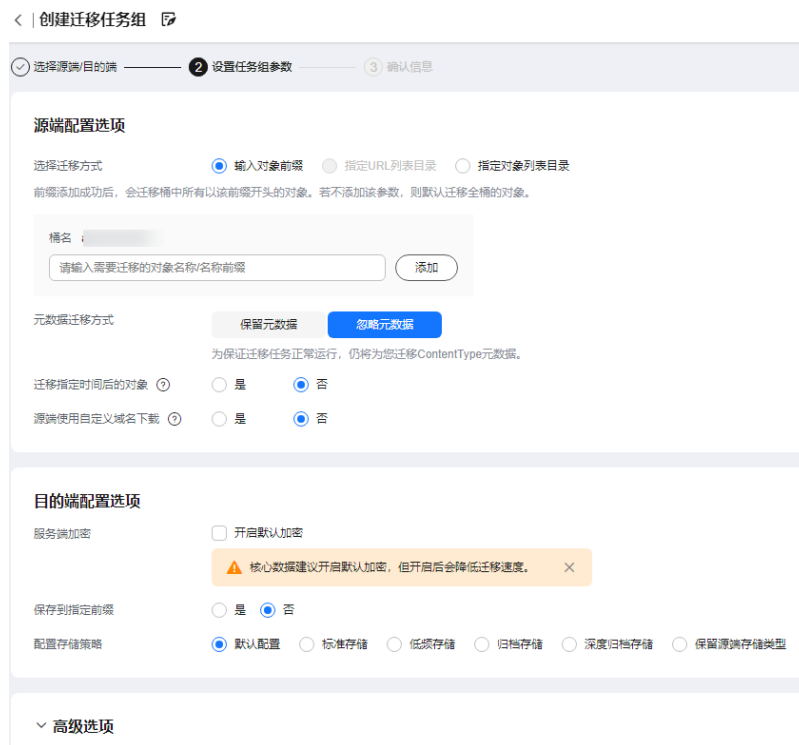 创建迁移任务组
选择源端/目的端 2 设置任务组参数 3 确认信息
源端配置选项
选择迁移方式 输入对象前缀 指定URL列表目录 指定对象列表目录
前缀添加成功后，会迁移桶中所有以该前缀开头的对象。若不添加该参数，则默认迁移全桶的对象。
桶名
请输入需要迁移的对象名称/名称前缀 添加
元数据迁移方式 保留元数据 忽略元数据
为保证迁移任务正常运行，仍将为您迁移ContentType元数据。
迁移指定时间后的对象 ? 是 否
源端使用自定义域名下载 ? 是 否
目的端配置选项
服务端加密 开启默认加密
核心数据建议开启默认加密，但开启后会降低迁移速度。
保存到指定前缀 是 否
配置存储策略 默认配置 标准存储 低频存储 归档存储 深度归档存储 保留源端存储类型
高级选项